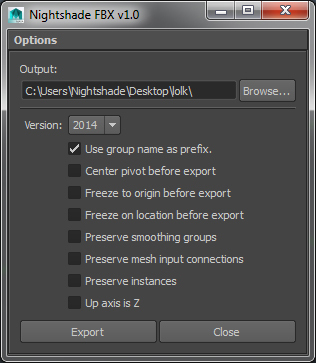 Nightshade FBX v1.0
Options
Output:
C:\Users\Nightshade\Desktop\lolk\ Browse...
Version: 2014
Use group name as prefix.
Center pivot before export
Freeze to origin before export
Freeze on location before export
Preserve smoothing groups
Preserve mesh input connections
Preserve instances
Up axis is Z
Export Close